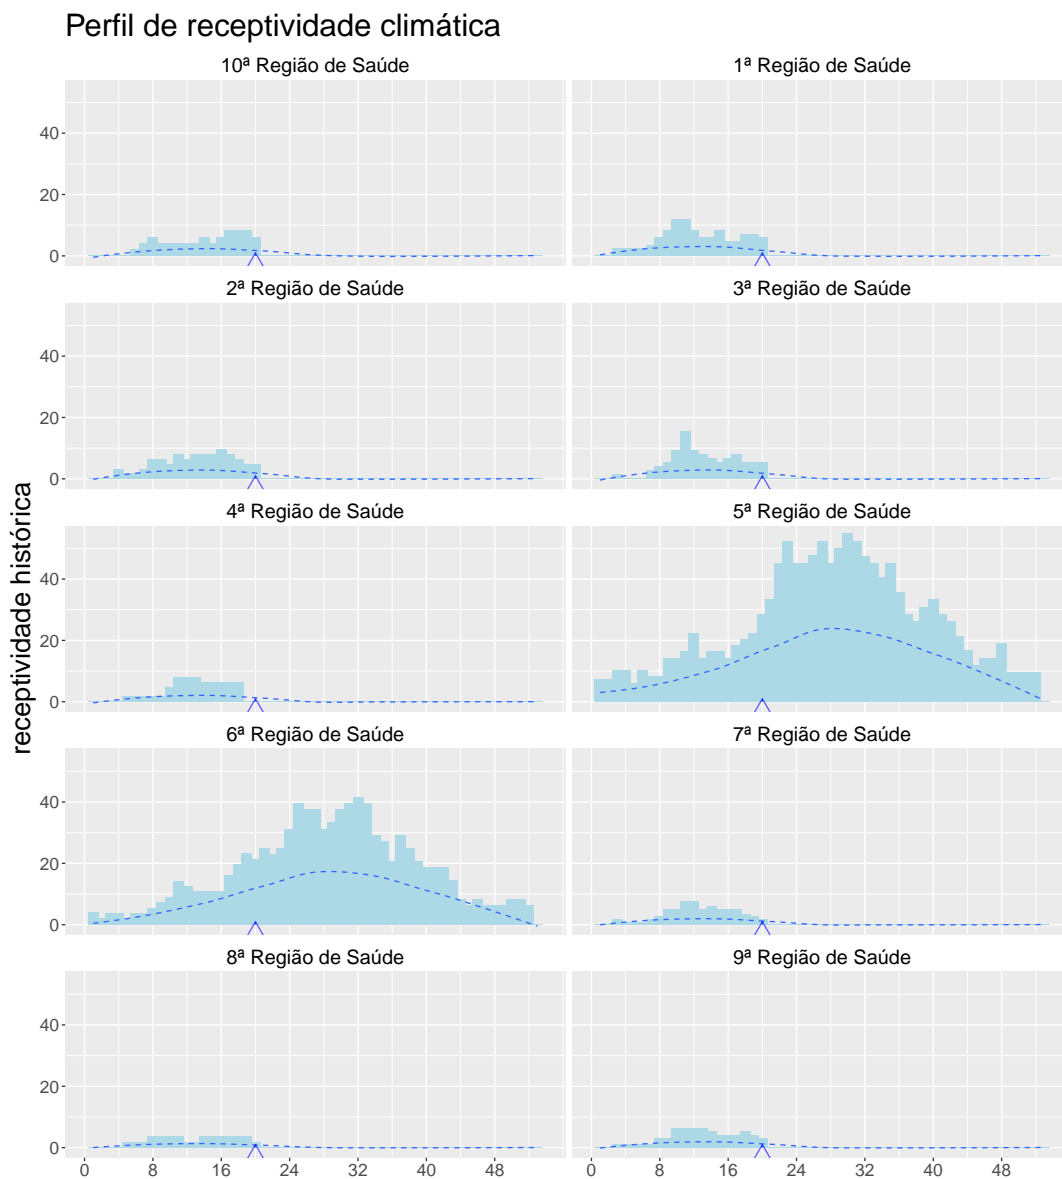 Perfil de receptividade climática
10ª Região de Saúde
1ª Região de Saúde
40
20
0
2ª Região de Saúde
3ª Região de Saúde
40
20
0
receptividade histórica
4ª Região de Saúde
5ª Região de Saúde
40
20
0
6ª Região de Saúde
7ª Região de Saúde
40
20
0
8ª Região de Saúde
9ª Região de Saúde
40
20
0
0 8 16 24 32 40 48
0 8 16 24 32 40 48